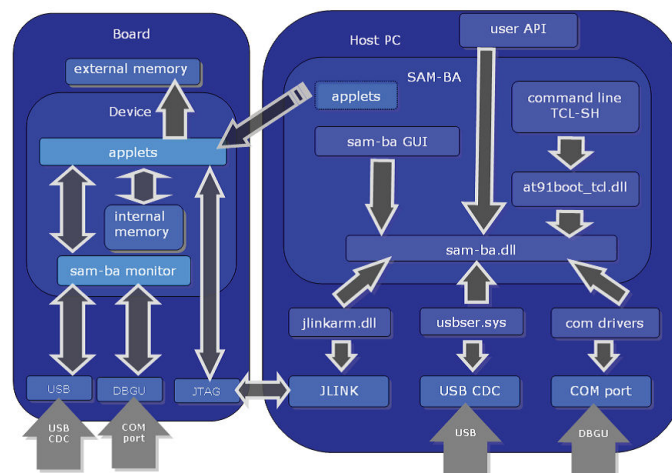 Board
external memory
Device
applets
internal
memory
sam-ba monitor
USB
DBGU
JTAG
USB
CDC
COM
port
Host PC
user API
SAM-BA
applets
command line
TCL-SH
sam-ba GUI
at91boot_tcl.dll
sam-ba.dll
jlinkarm.dll
usbser.sys
com drivers
JLINK
USB CDC
COM port
USB
DBGU